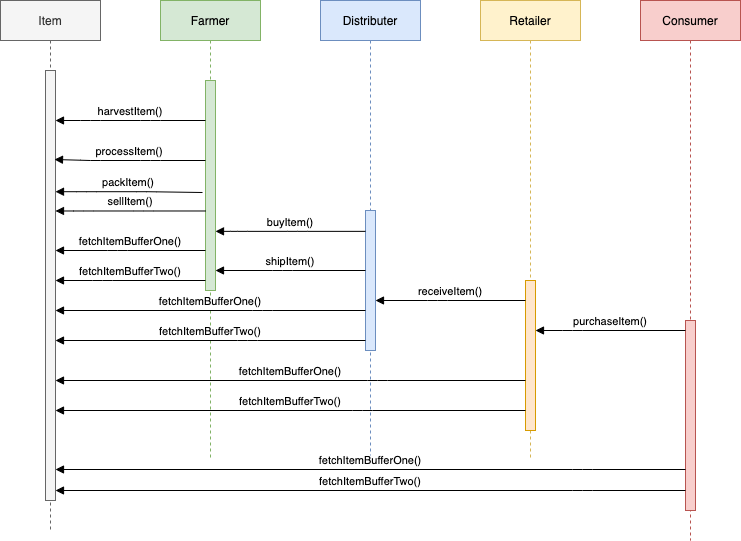 Item
Farmer
Distributer
Retailer
Consumer
harvestItem()
processItem()
packItem()
sellItem()
buyItem()
fetchItemBufferOne()
shipItem()
fetchItemBufferTwo()
receiveItem()
fetchItemBufferOne()
purchaseItem()
fetchItemBufferTwo()
fetchItemBufferOne()
fetchItemBufferTwo()
fetchItemBufferOne()
fetchItemBufferTwo()